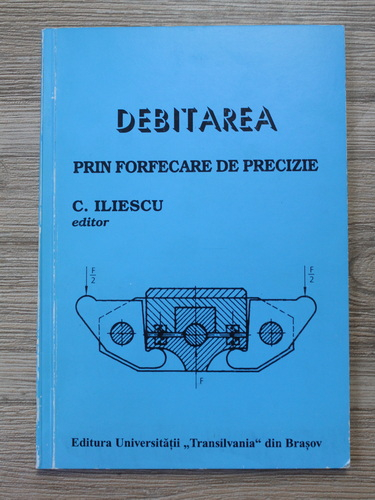 DEBITAREA
PRIN FORFECARE DE PRECIZIE
C. ILIESCU
editor
F/2
F/2
F
Editura Universității „Transilvania“ din Brașov